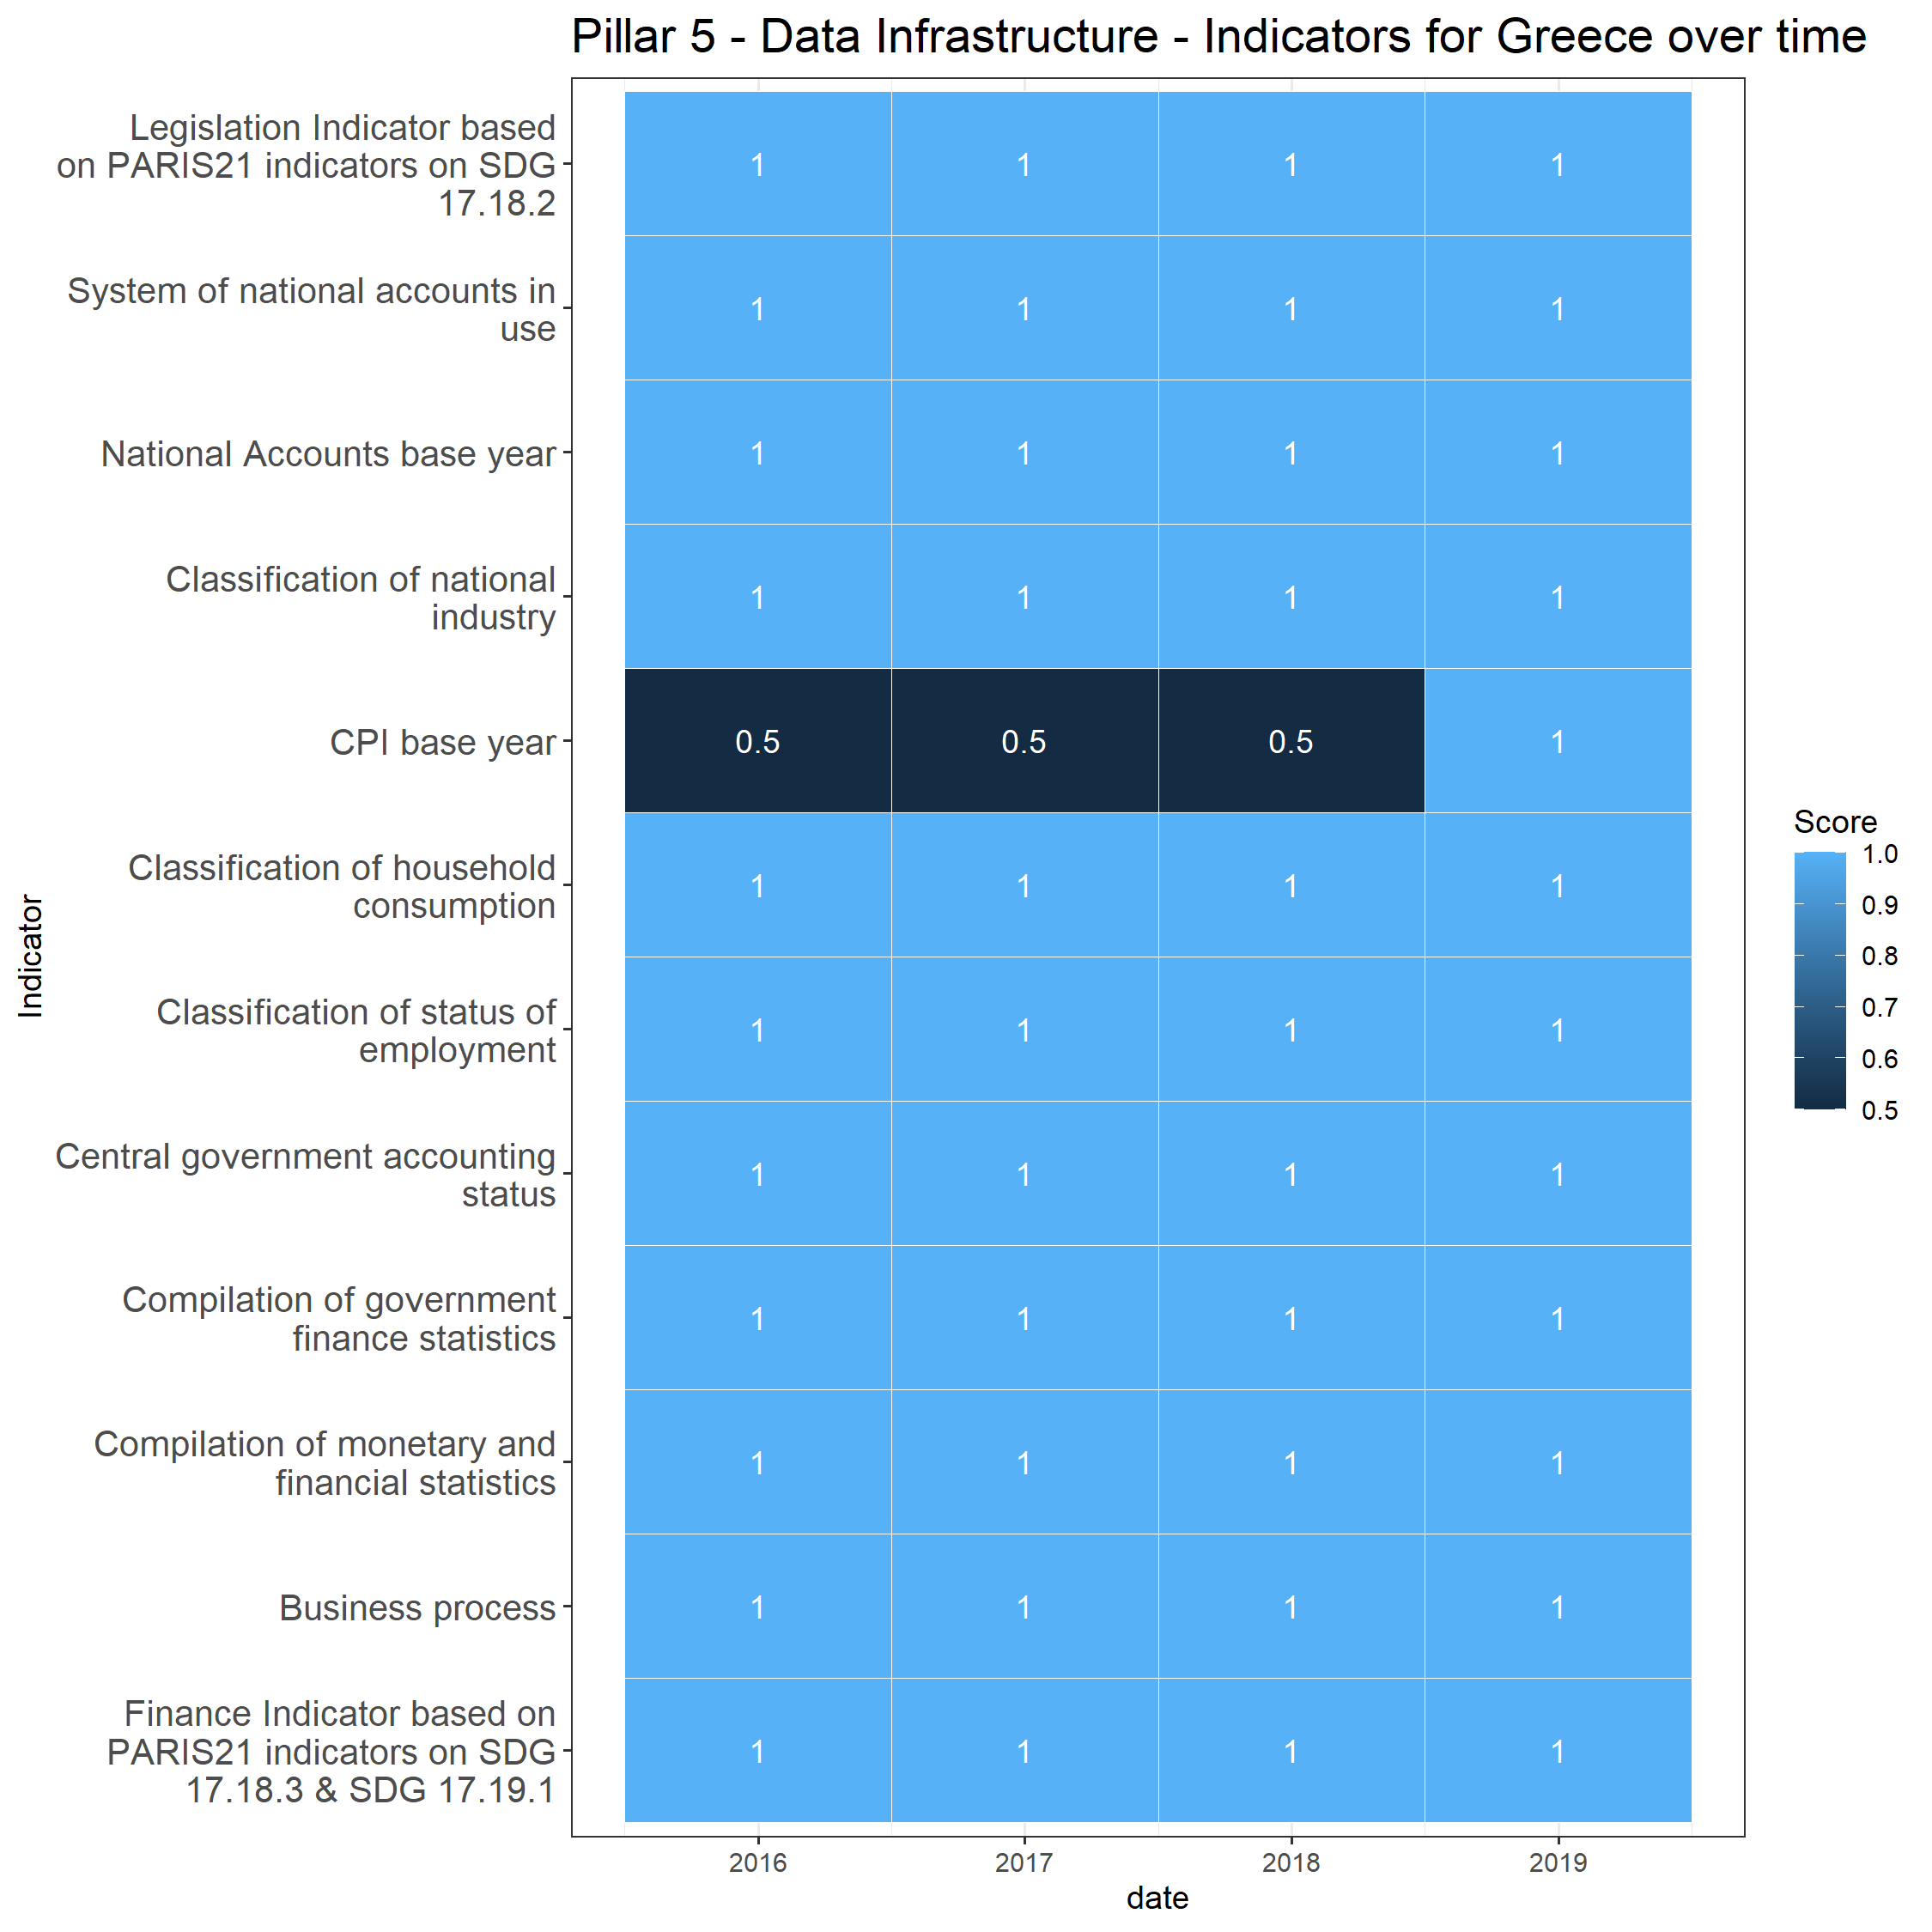 Pillar 5 - Data Infrastructure - Indicators for Greece over time
Legislation Indicator based
on PARIS21 indicators on SDG
17.18.2
1 1 1 1
System of national accounts in
use
1 1 1 1
National Accounts base year
1 1 1 1
Classification of national
industry
1 1 1 1
CPI base year
0.5 0.5 0.5 1
Classification of household
consumption
1 1 1 1
Classification of status of
employment
1 1 1 1
Central government accounting
status
1 1 1 1
Compilation of government
finance statistics
1 1 1 1
Compilation of monetary and
financial statistics
1 1 1 1
Business process
1 1 1 1
Finance Indicator based on
PARIS21 indicators on SDG
17.18.3 & SDG 17.19.1
1 1 1 1
Indicator
2016 2017 2018 2019
date
Score
1.0
0.9
0.8
0.7
0.6
0.5